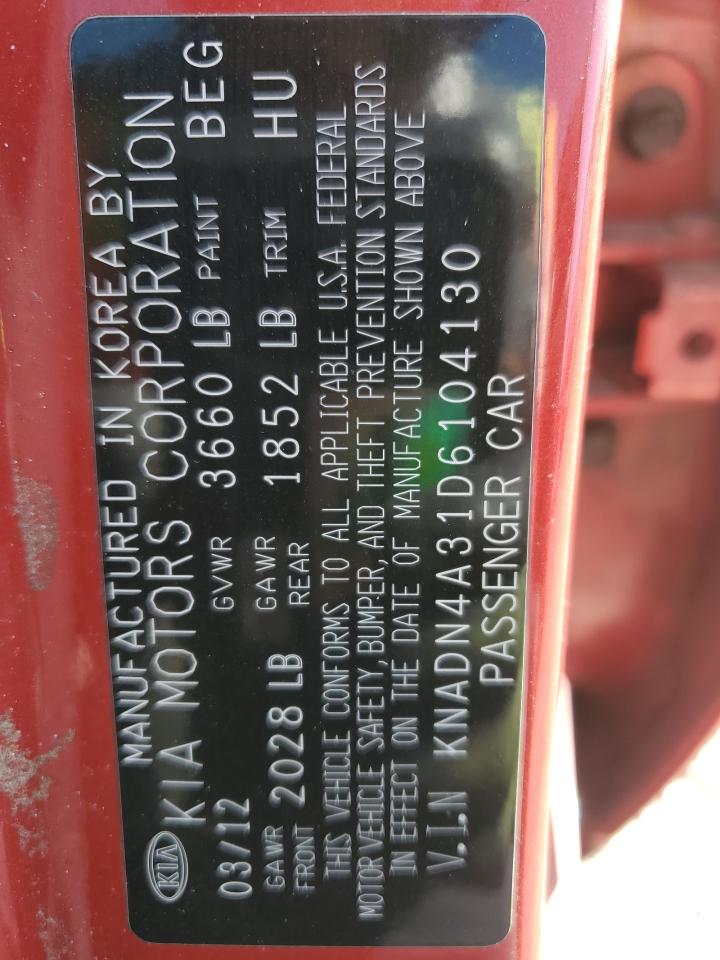 MANUFACTURED IN KOREA BY
KIA KIA MOTORS CORPORATION
03/12 GVWR 3660 LB PAINT BEG
GAWR FRONT 2028 LB GAWR REAR 1852 LB TRIM HU
THIS VEHICLE CONFORMS TO ALL APPLICABLE U.S.A. FEDERAL
MOTOR VEHICLE SAFETY, BUMPER, AND THEFT PREVENTION STANDARDS
IN EFFECT ON THE DATE OF MANUFACTURE SHOWN ABOVE
V.I.N KNADN4A31D6104130
PASSENGER CAR